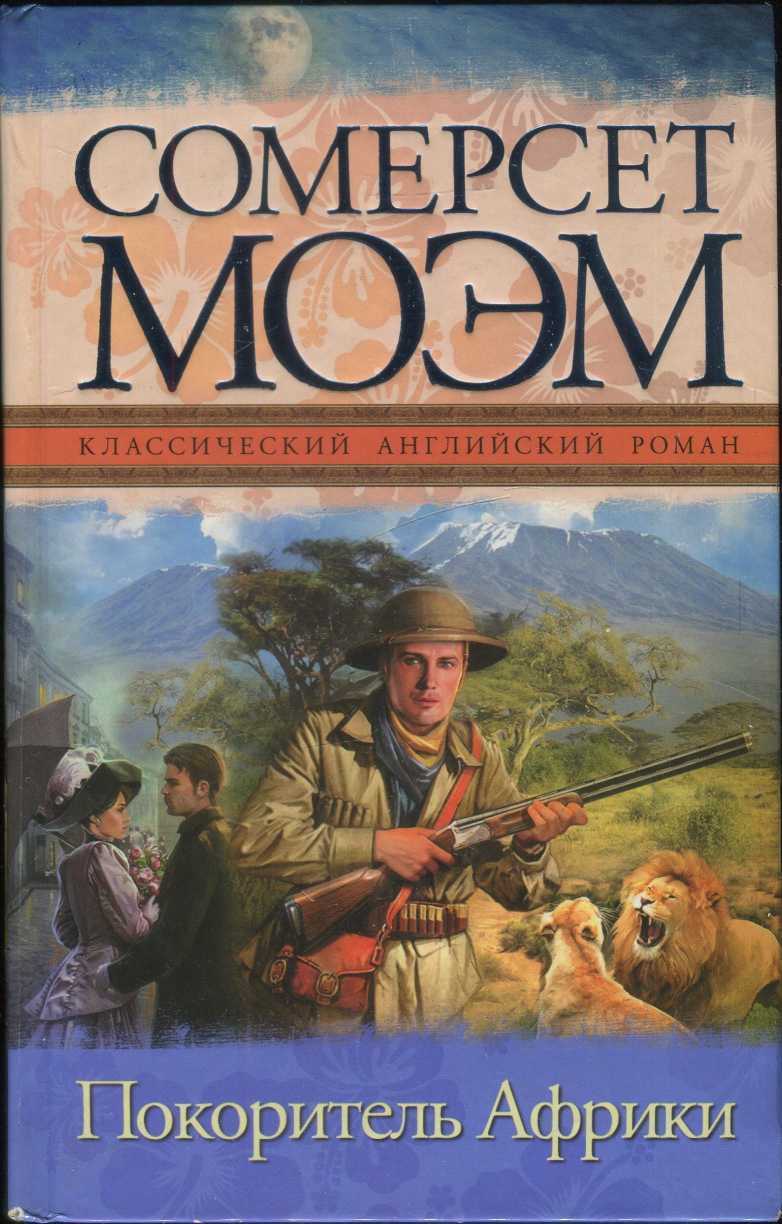 СОМЕРСЕТ
МОЭМ
КЛАССИЧЕСКИЙ АНГЛИЙСКИЙ РОМАН
Покоритель Африки